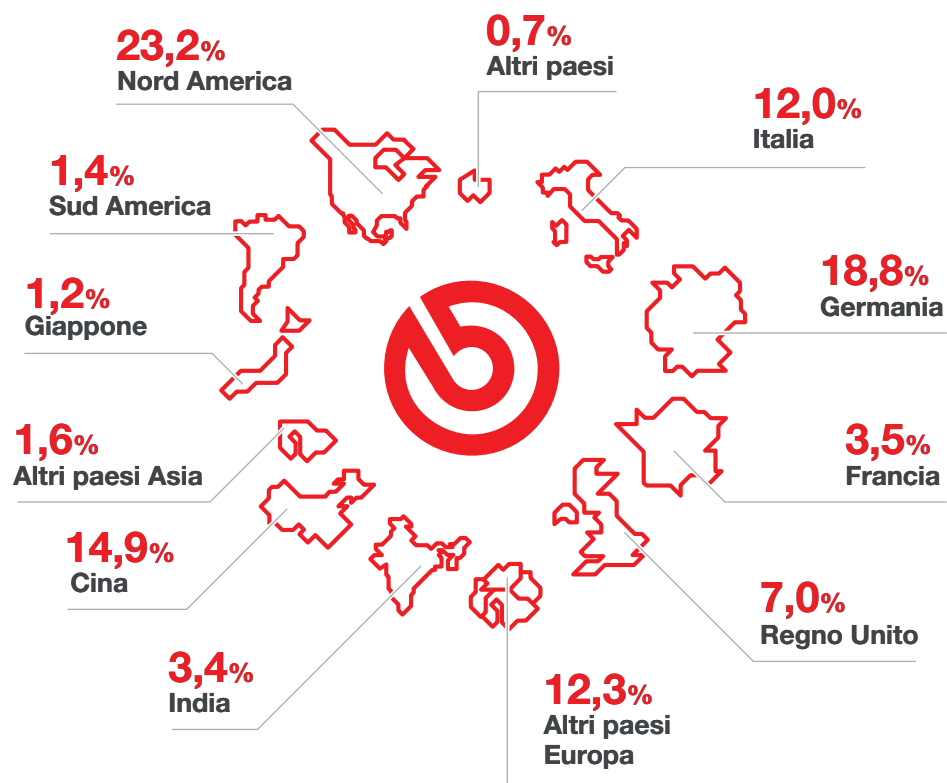 23,2%
Nord America
0,7%
Altri paesi
12,0%
Italia
1,4%
Sud America
18,8%
Germania
1,2%
Giappone
3,5%
Francia
1,6%
Altri paesi Asia
14,9%
Cina
7,0%
Regno Unito
3,4%
India
12,3%
Altri paesi
Europa